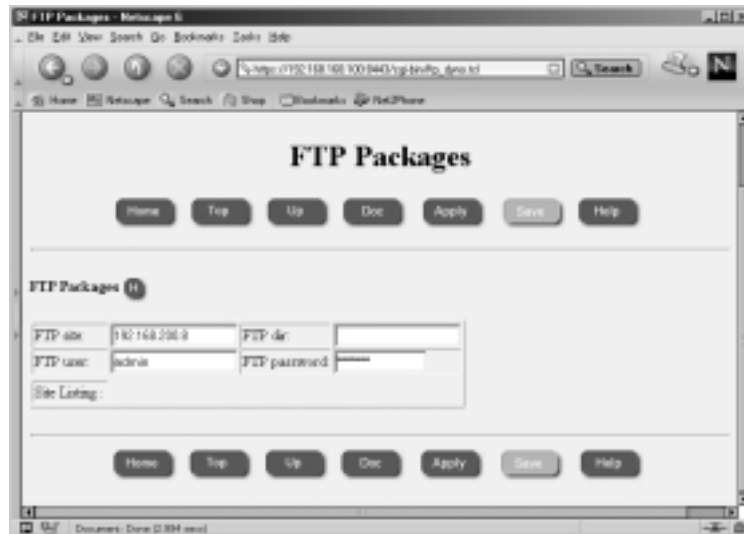 FTP Packages - Netscape 6
File Edit View Search Go Bookmarks Tasks Help
Search
N
Home Netscape Search Shop Bookmarks Net2Phone
FTP Packages
Home Top Up Doc Apply Save Help
FTP Packages H
FTP site: FTP dir:
FTP user: admin FTP password:
Site Listing :
Home Top Up Doc Apply Save Help
Document: Done